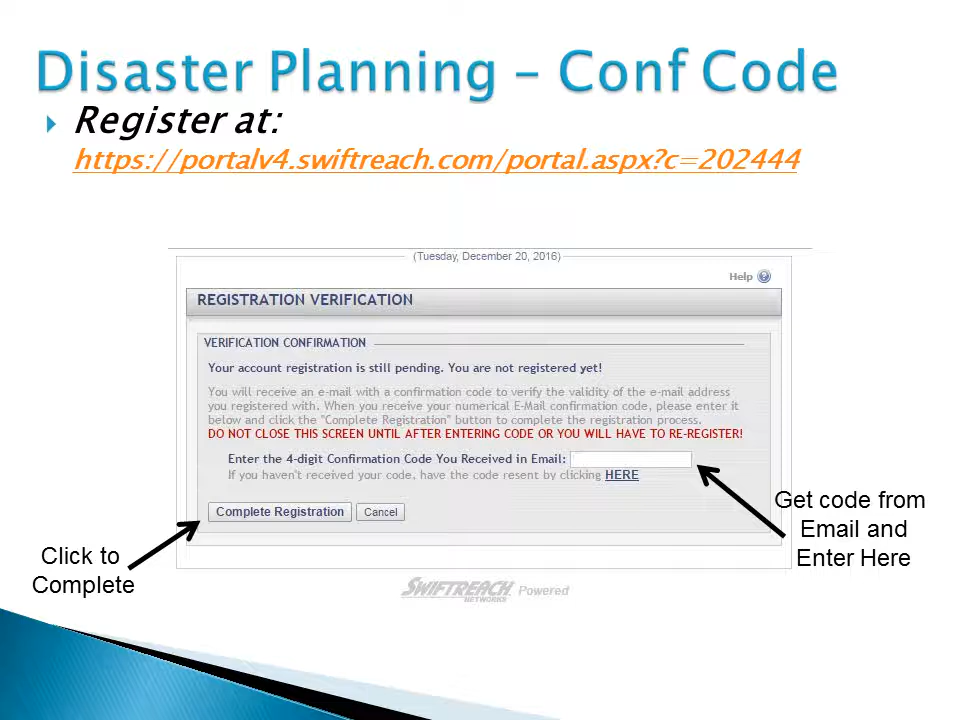 Disaster Planning – Conf Code
Register at:
https://portalv4.swiftreach.com/portal.aspx?c=202444
(Tuesday, December 20, 2016)
Help ?
REGISTRATION VERIFICATION
VERIFICATION CONFIRMATION
Your account registration is still pending. You are not registered yet!
You will receive an e-mail with a confirmation code to verify the validity of the e-mail address
you registered with. When you receive your numerical E-Mail confirmation code, please enter it
below and click the "Complete Registration" button to complete the registration process.
DO NOT CLOSE THIS SCREEN UNTIL AFTER ENTERING CODE OR YOU WILL HAVE TO RE-REGISTER!
Enter the 4-digit Confirmation Code You Received in Email:
If you haven't received your code, have the code resent by clicking HERE
Complete Registration Cancel
Get code from
Email and
Enter Here
Click to
Complete
SWIFTREACH NETWORKS Powered